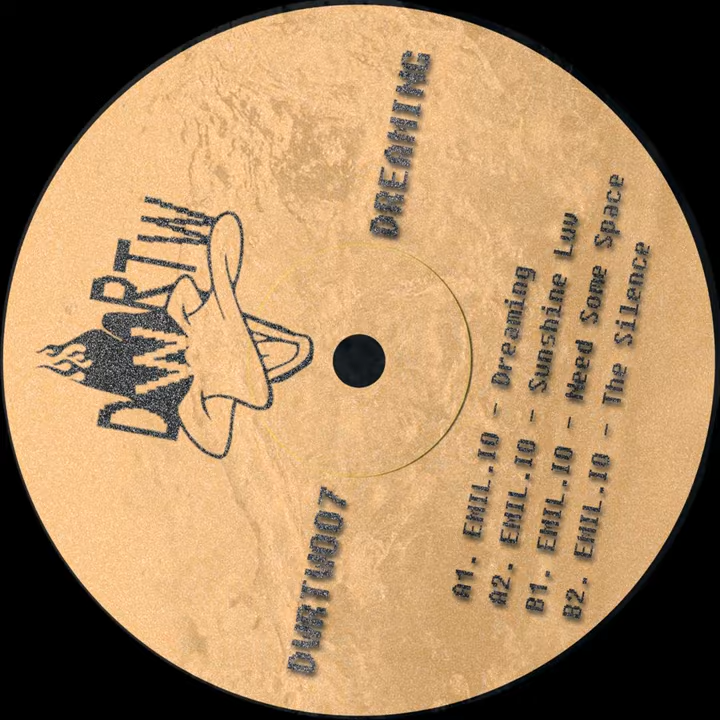 DWRTW
DWRTW007
DREAMING
A1. EMIL.IO - Dreaming
A2. EMIL.IO - Sunshine Luv
B1. EMIL.IO - Need Some Space
B2. EMIL.IO - The Silence